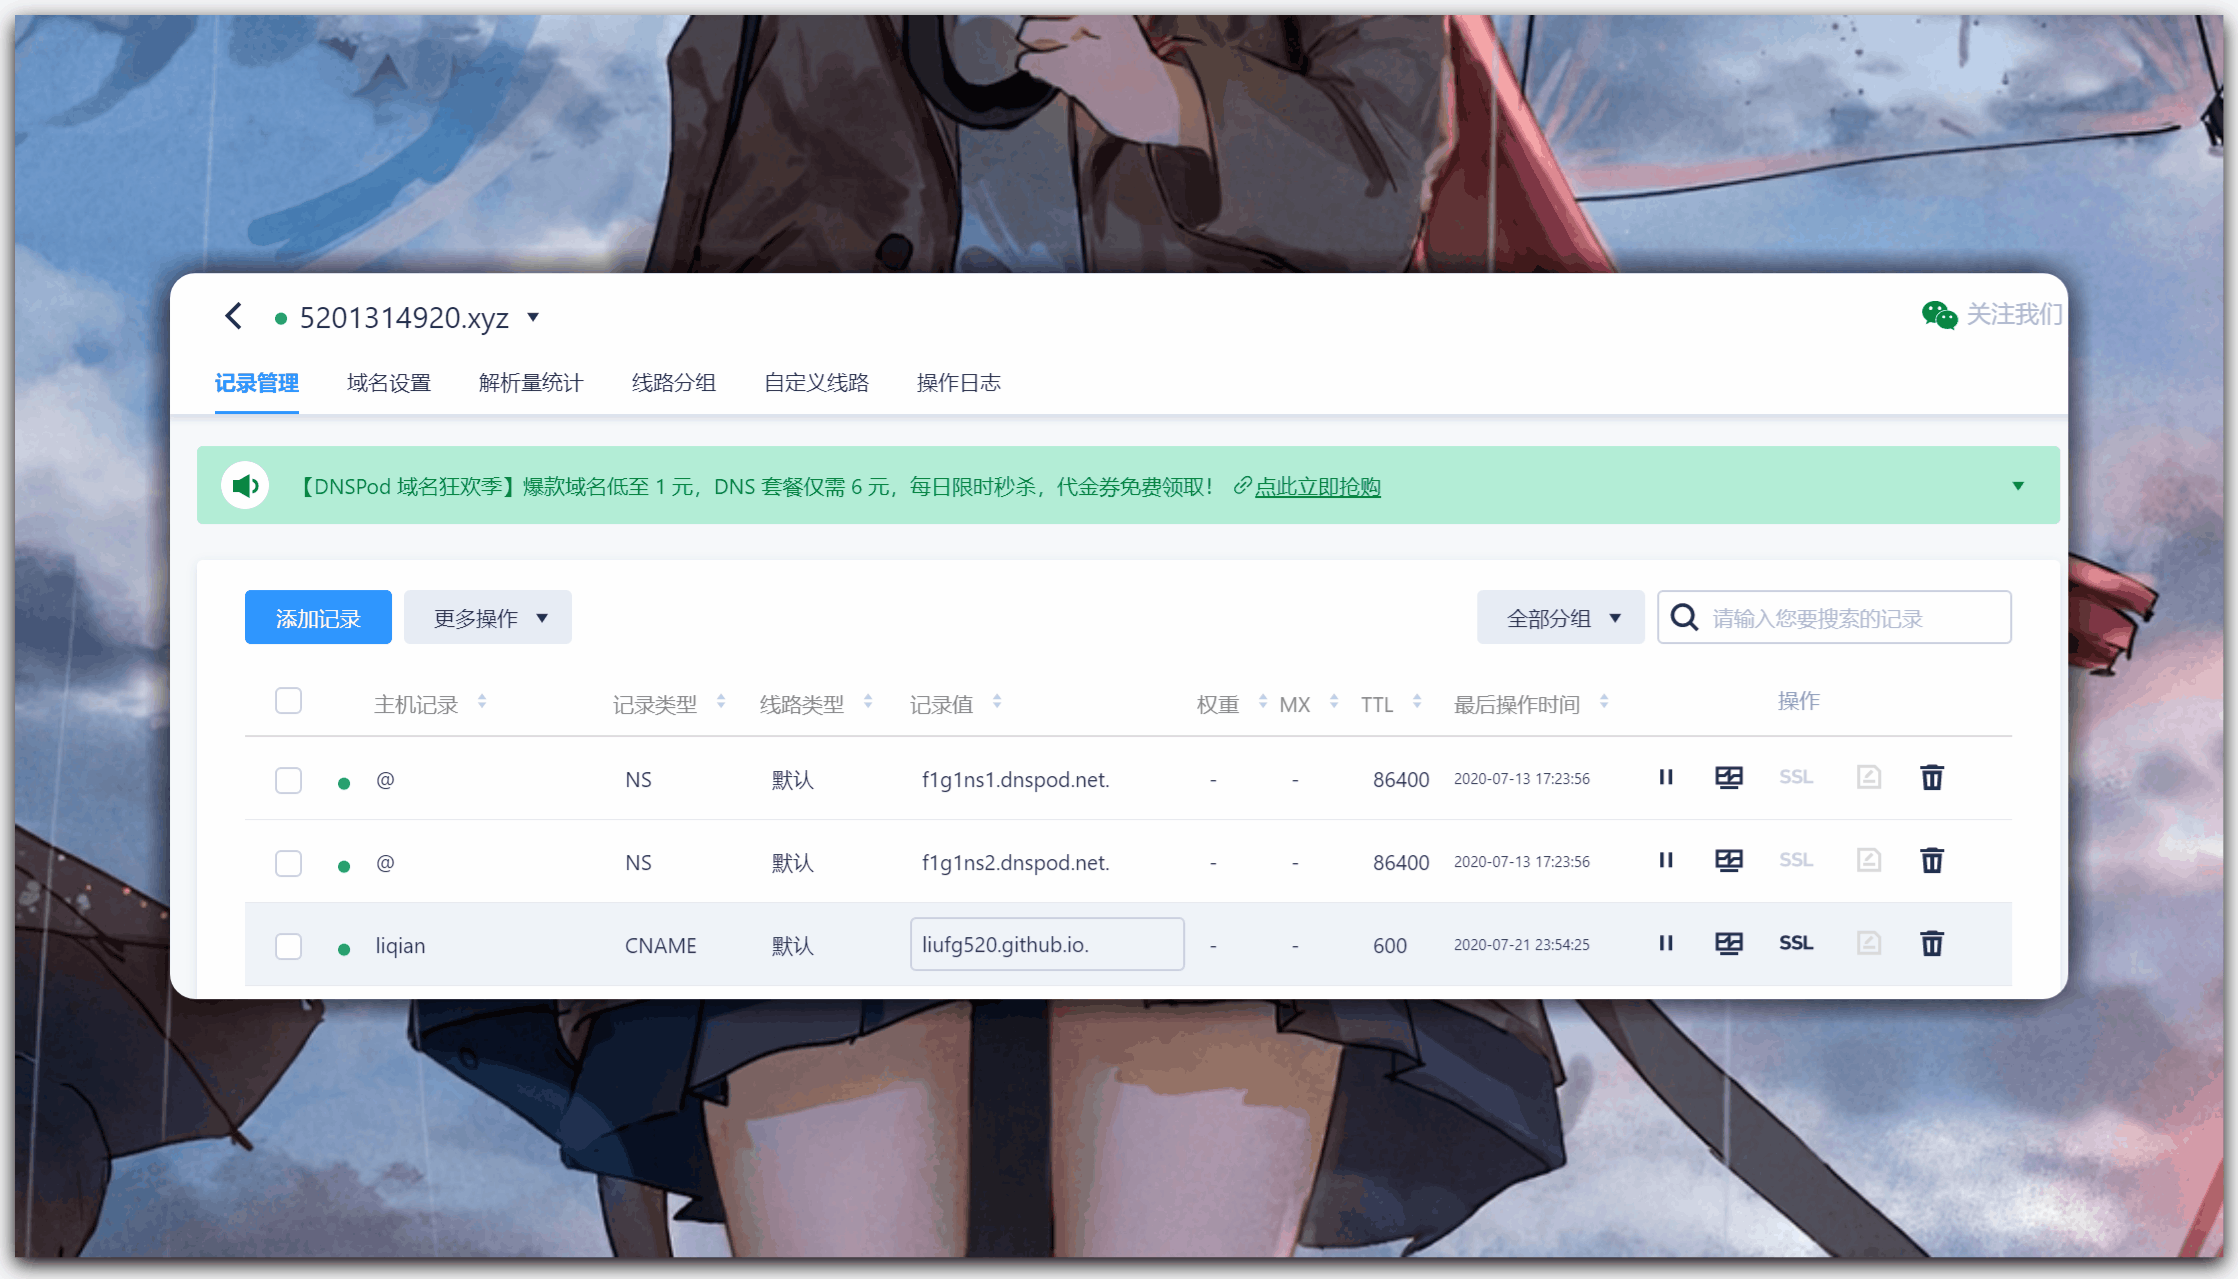 5201314920.xyz
关注我们
记录管理 域名设置 解析量统计 线路分组 自定义线路 操作日志
【DNSPod 域名狂欢季】爆款域名低至 1 元，DNS 套餐仅需 6 元，每日限时秒杀，代金券免费领取！ 点此立即抢购
添加记录 更多操作 全部分组 请输入您要搜索的记录
主机记录 记录类型 线路类型 记录值 权重 MX TTL 最后操作时间 操作
@ NS 默认 f1g1ns1.dnspod.net. - - 86400 2020-07-13 17:23:56 SSL
@ NS 默认 f1g1ns2.dnspod.net. - - 86400 2020-07-13 17:23:56 SSL
liqian CNAME 默认 liufg520.github.io. - - 600 2020-07-21 23:54:25 SSL